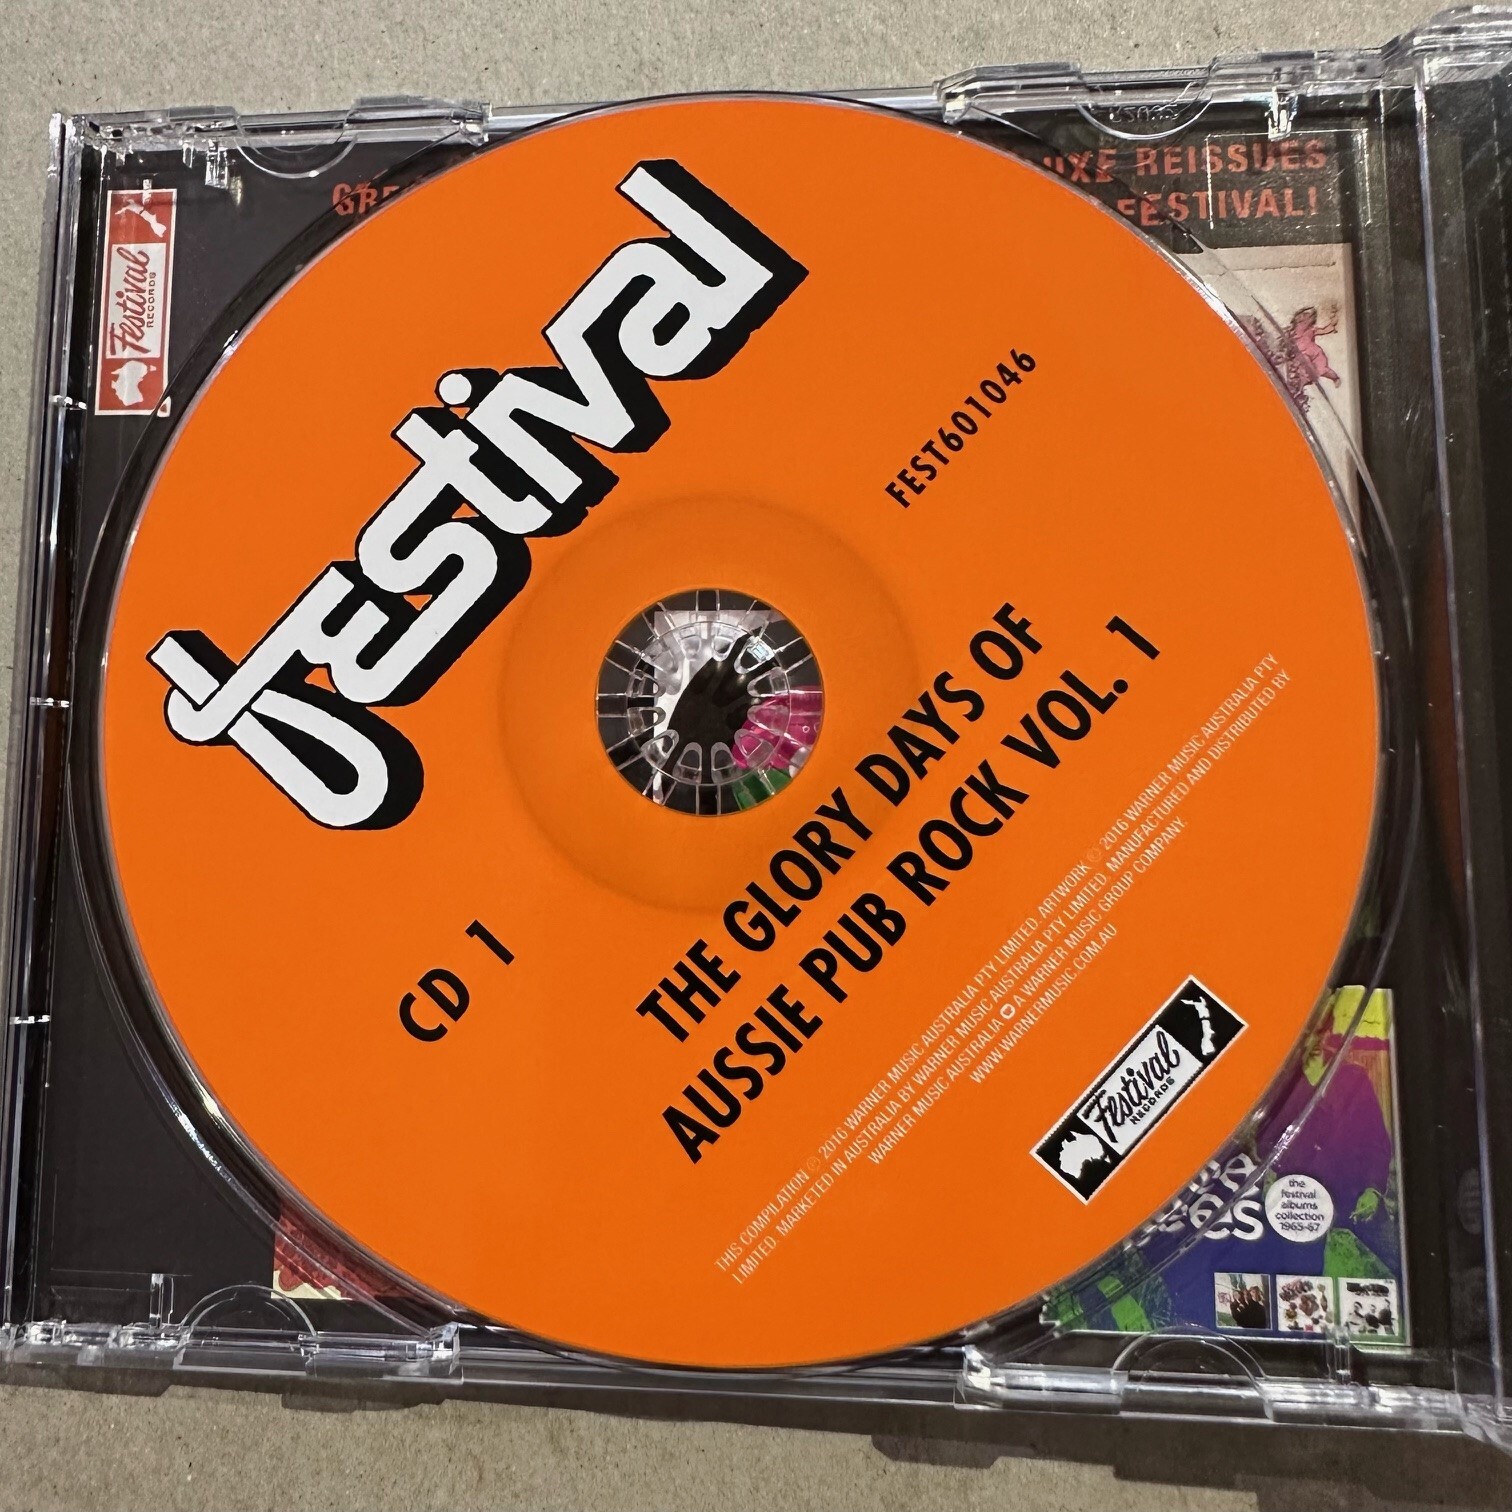 UXE REISSUES
FESTIVAL!
Festival
RECORDS
Festival
FEST601046
CD 1
THE GLORY DAYS OF
AUSSIE PUB ROCK VOL. 1
THIS COMPILATION ℗ 2016 WARNER MUSIC AUSTRALIA PTY LIMITED. ARTWORK © 2016 WARNER MUSIC AUSTRALIA PTY
LIMITED. MARKETED IN AUSTRALIA BY WARNER MUSIC AUSTRALIA PTY LIMITED. MANUFACTURED AND DISTRIBUTED BY
WARNER MUSIC AUSTRALIA A WARNER MUSIC GROUP COMPANY.
WWW.WARNERMUSIC.COM.AU
Festival
RECORDS
the
festival
albums
collection
1965-67